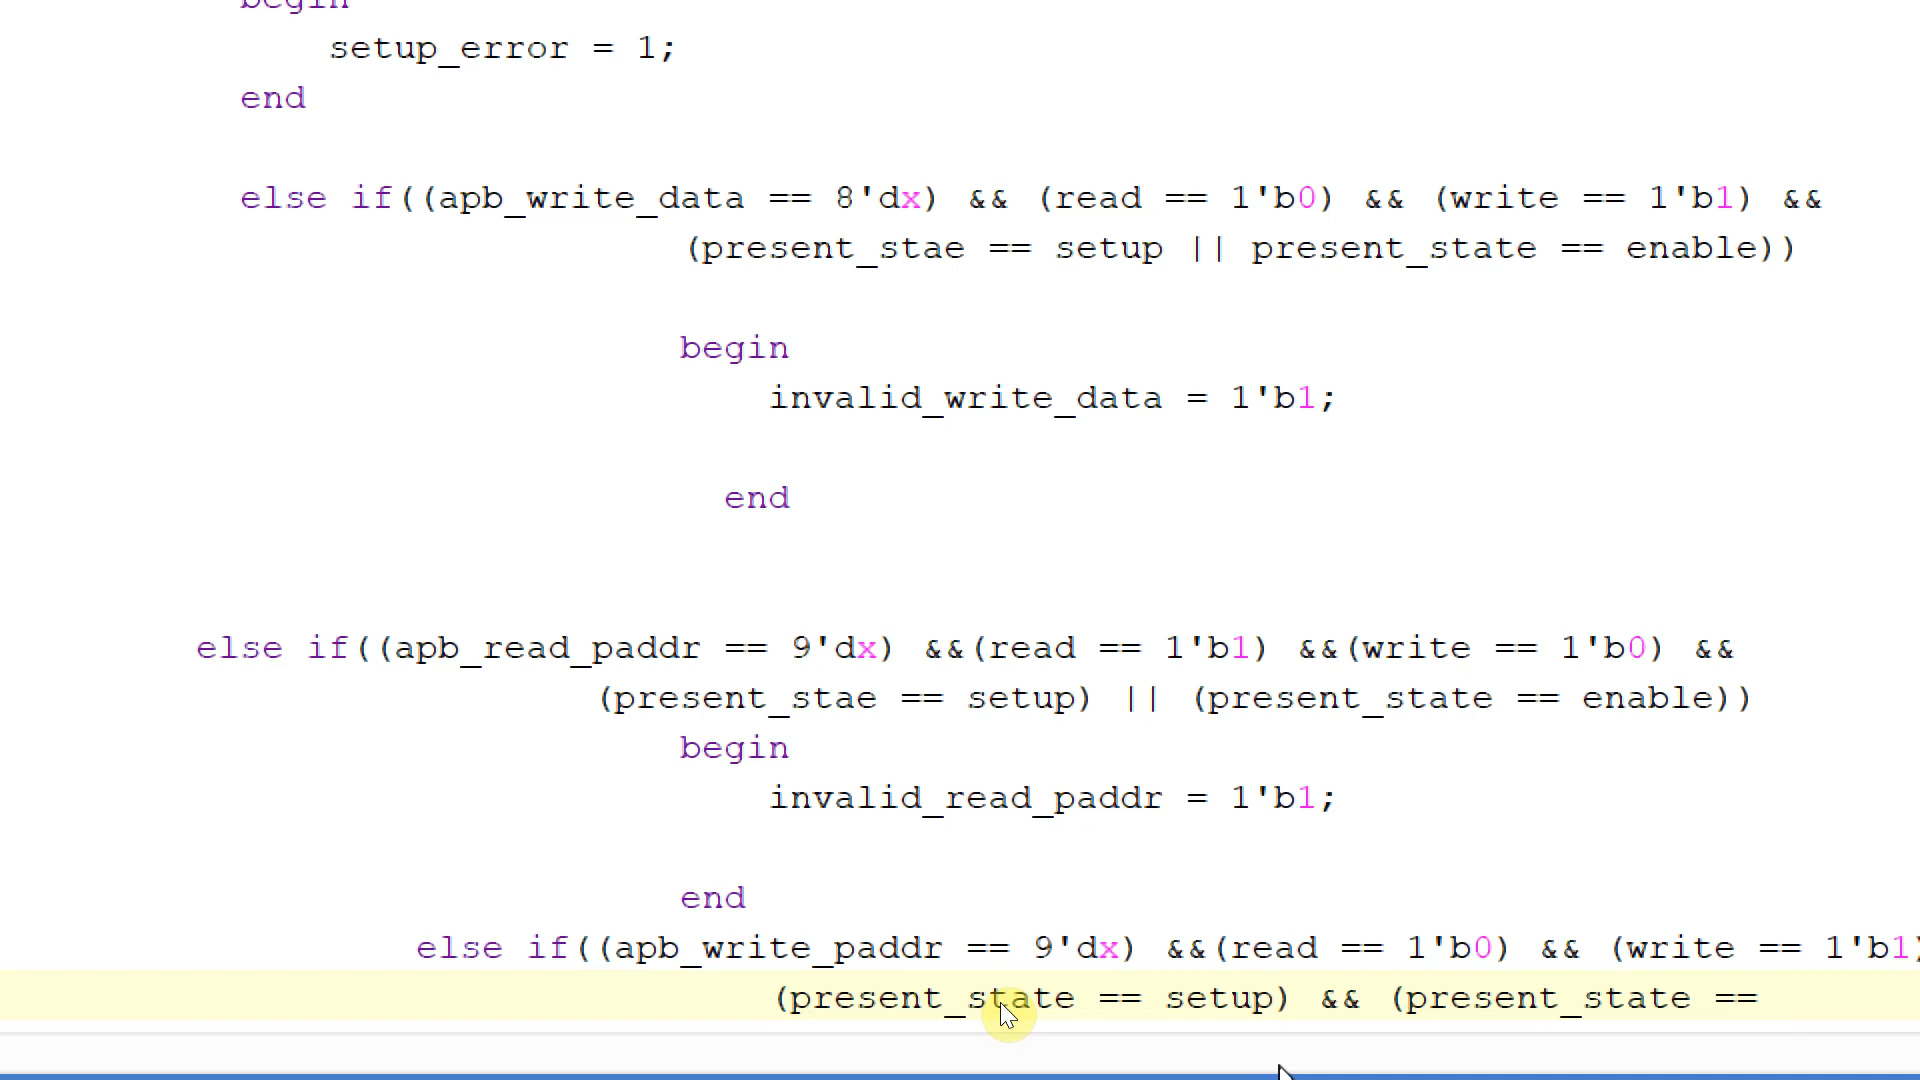 begin
setup_error = 1;
end
else if((apb_write_data == 8'dx) && (read == 1'b0) && (write == 1'b1) &&
(present_stae == setup || present_state == enable))
begin
invalid_write_data = 1'b1;
end
else if((apb_read_paddr == 9'dx) &&(read == 1'b1) &&(write == 1'b0) &&
(present_stae == setup) || (present_state == enable))
begin
invalid_read_paddr = 1'b1;
end
else if((apb_write_paddr == 9'dx) &&(read == 1'b0) && (write == 1'b1)
(present_state == setup) && (present_state ==